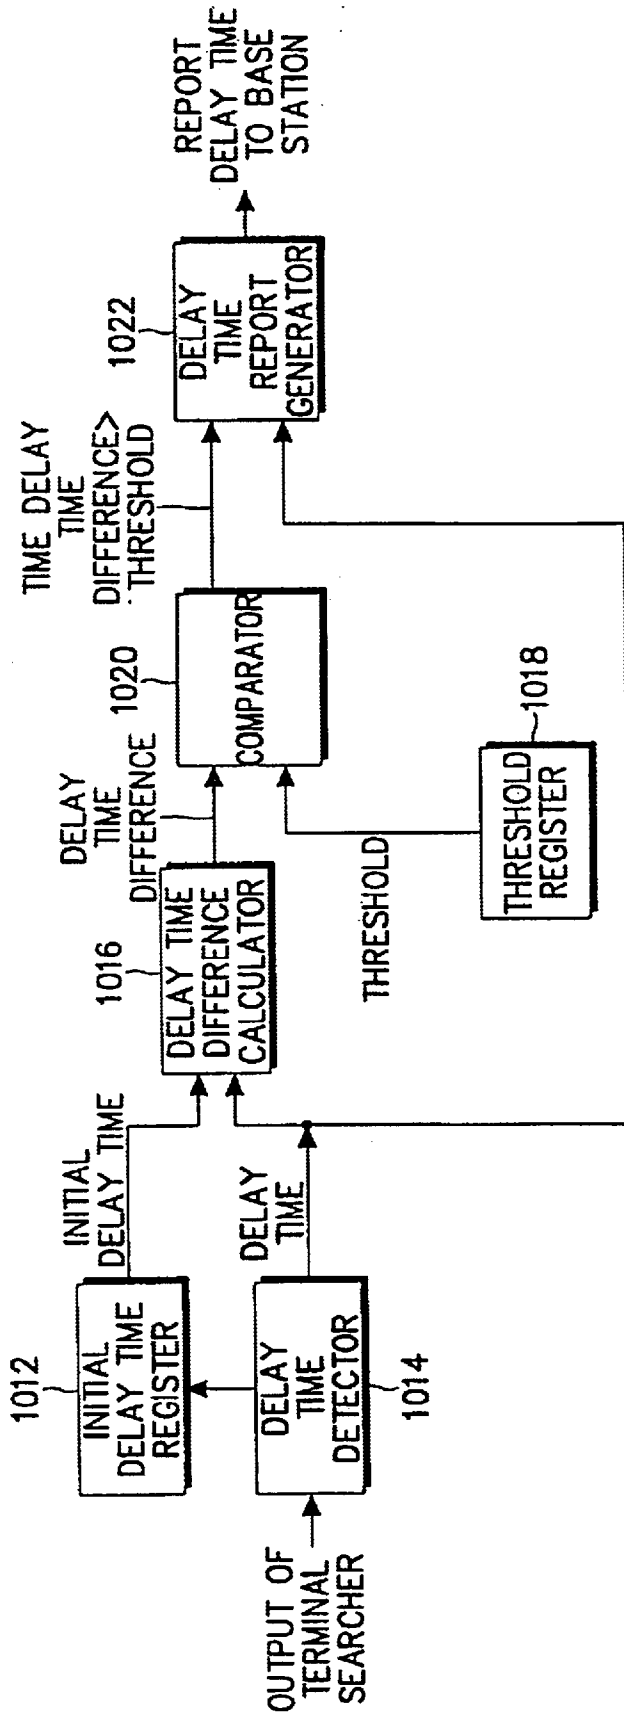 1012
INITIAL
DELAY TIME
REGISTER
INITIAL
DELAY TIME
OUTPUT OF
TERMINAL
SEARCHER
DELAY
TIME
DETECTOR
1014
DELAY
TIME
1016
DELAY TIME
DIFFERENCE
CALCULATOR
DELAY
TIME
DIFFERENCE
THRESHOLD
THRESHOLD
REGISTER
1018
1020
COMPARATOR
TIME DELAY
TIME
DIFFERENCE>
THRESHOLD
1022
DELAY
TIME
REPORT
GENERATOR
REPORT
DELAY TIME
TO BASE
STATION